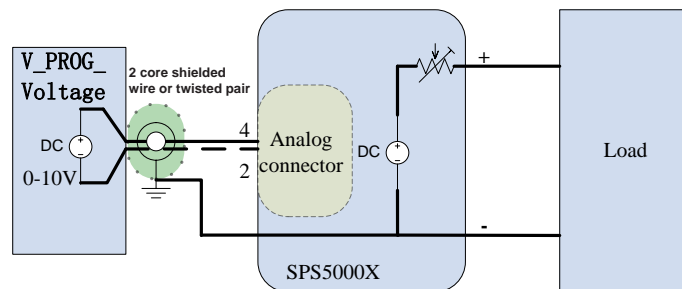 V_PROG_
Voltage
2 core shielded
wire or twisted pair
DC
+
-
0-10V
4
2
Analog
connector
DC
+
-
+
-
SPS5000X
Load